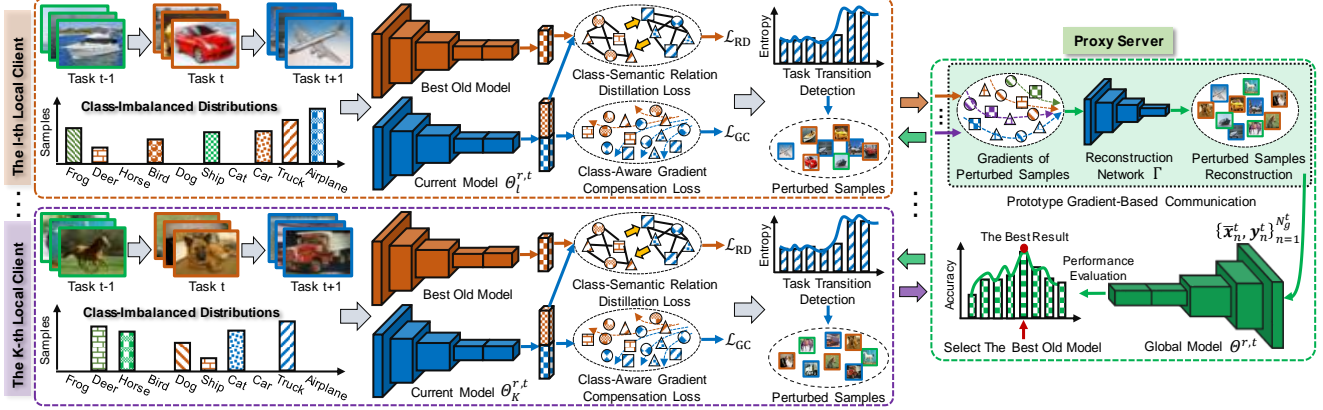 The l-th Local Client
Task t-1
Task t
Task t+1
Class-Imbalanced Distributions
Samples
Frog
Deer
Horse
Bird
Dog
Ship
Cat
Car
Truck
Airplane
Best Old Model
Current Model Θ_l^{r,t}
Class-Semantic Relation
Distillation Loss
ℒ_RD
Class-Aware Gradient
Compensation Loss
ℒ_GC
Entropy
Task Transition
Detection
Perturbed Samples
The K-th Local Client
Task t-1
Task t
Task t+1
Class-Imbalanced Distributions
Samples
Frog
Deer
Horse
Bird
Dog
Ship
Cat
Car
Truck
Airplane
Best Old Model
Current Model Θ_K^{r,t}
Class-Semantic Relation
Distillation Loss
ℒ_RD
Class-Aware Gradient
Compensation Loss
ℒ_GC
Entropy
Task Transition
Detection
Perturbed Samples
Proxy Server
Gradients of
Perturbed Samples
Reconstruction
Network Γ
Perturbed Samples
Reconstruction
Prototype Gradient-Based Communication
{x̄_n^t, y_n^t}_{n=1}^{N_g^t}
The Best Result
Performance
Evaluation
Accuracy
Select The Best Old Model
Global Model Θ^{r,t}